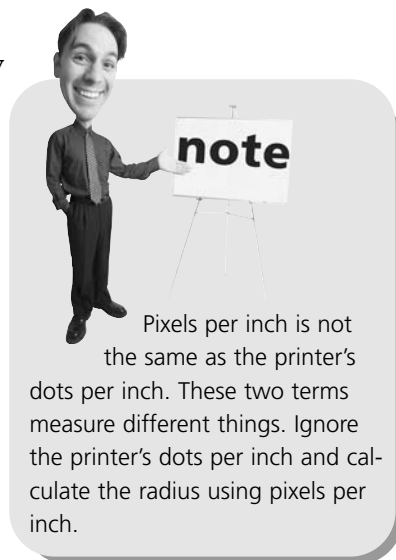 y
note
Pixels per inch is not
the same as the printer's
dots per inch. These two terms
measure different things. Ignore
the printer's dots per inch and cal-
culate the radius using pixels per
inch.